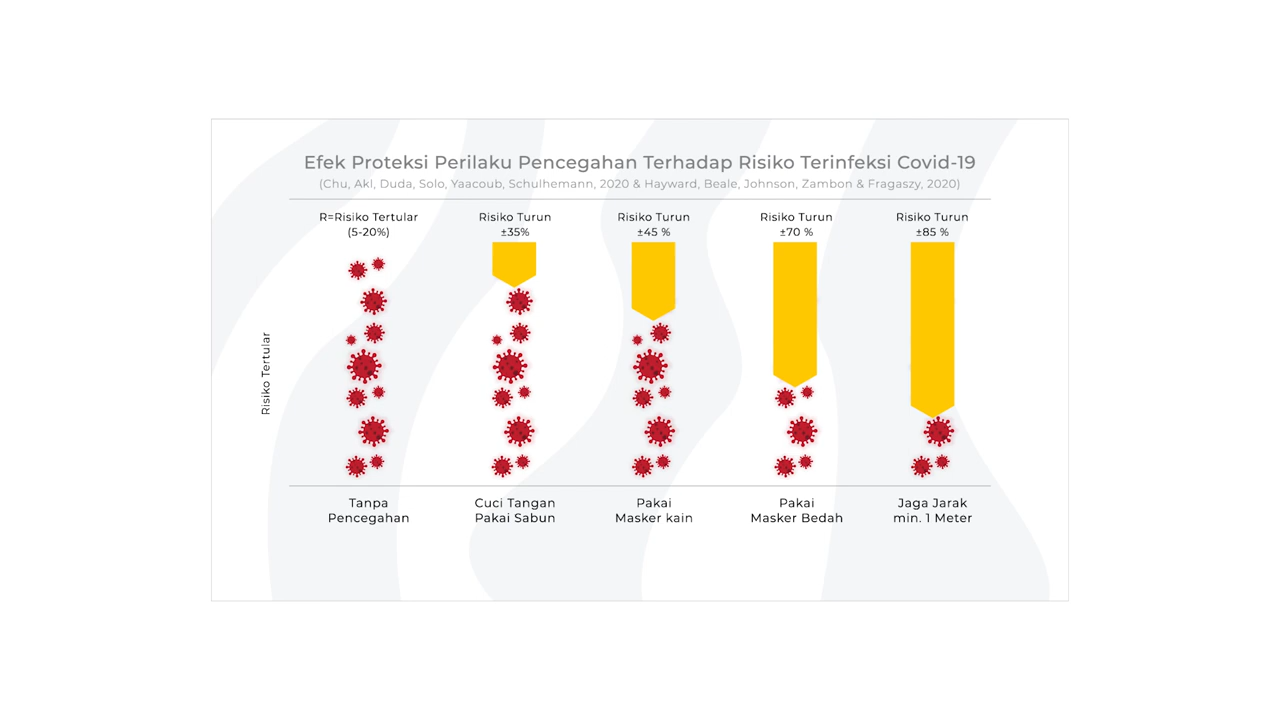 Efek Proteksi Perilaku Pencegahan Terhadap Risiko Terinfeksi Covid-19
(Chu, Akl, Duda, Solo, Yaacoub, Schulhemann, 2020 & Hayward, Beale, Johnson, Zambon & Fragaszy, 2020)
R=Risiko Tertular
(5-20%)
Risiko Turun
±35%
Risiko Turun
±45 %
Risiko Turun
±70 %
Risiko Turun
±85 %
Risiko Tertular
Tanpa
Pencegahan
Cuci Tangan
Pakai Sabun
Pakai
Masker kain
Pakai
Masker Bedah
Jaga Jarak
min. 1 Meter